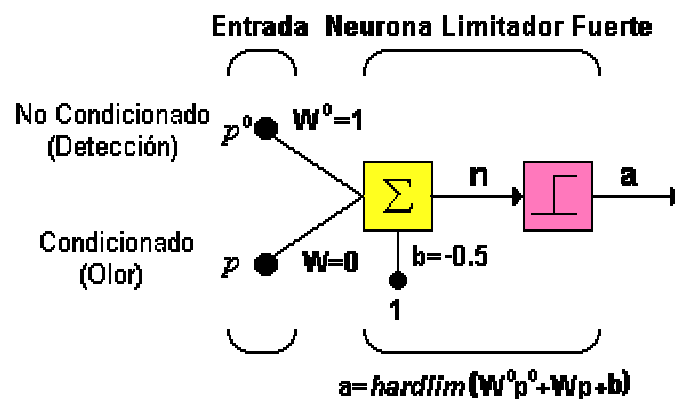 Entrada Neurona Limitador Fuerte
No Condicionado
(Detección)
p⁰
W⁰=1
Σ
n
a
Condicionado
(Olor)
p
W=0
b=-0.5
1
a=hardlim(W⁰p⁰+Wp+b)